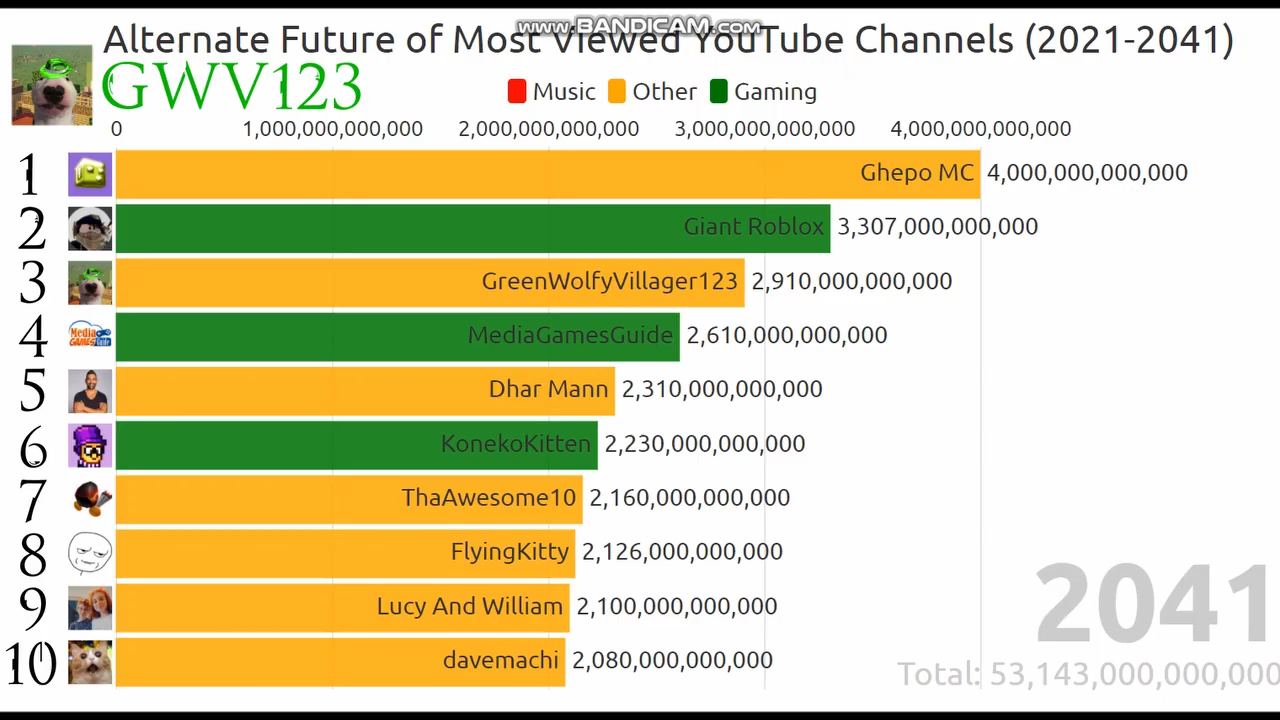 www.BANDICAM.com
Alternate Future of Most Viewed YouTube Channels (2021-2041)
GWV123
Music Other Gaming
0 1,000,000,000,000 2,000,000,000,000 3,000,000,000,000 4,000,000,000,000
1 Ghepo MC 4,000,000,000,000
2 Giant Roblox 3,307,000,000,000
3 GreenWolfyVillager123 2,910,000,000,000
4 Media GAMES Guide MediaGamesGuide 2,610,000,000,000
5 Dhar Mann 2,310,000,000,000
6 KonekoKitten 2,230,000,000,000
7 ThaAwesome10 2,160,000,000,000
8 FlyingKitty 2,126,000,000,000
9 Lucy And William 2,100,000,000,000
10 davemachi 2,080,000,000,000
2041
Total: 53,143,000,000,000